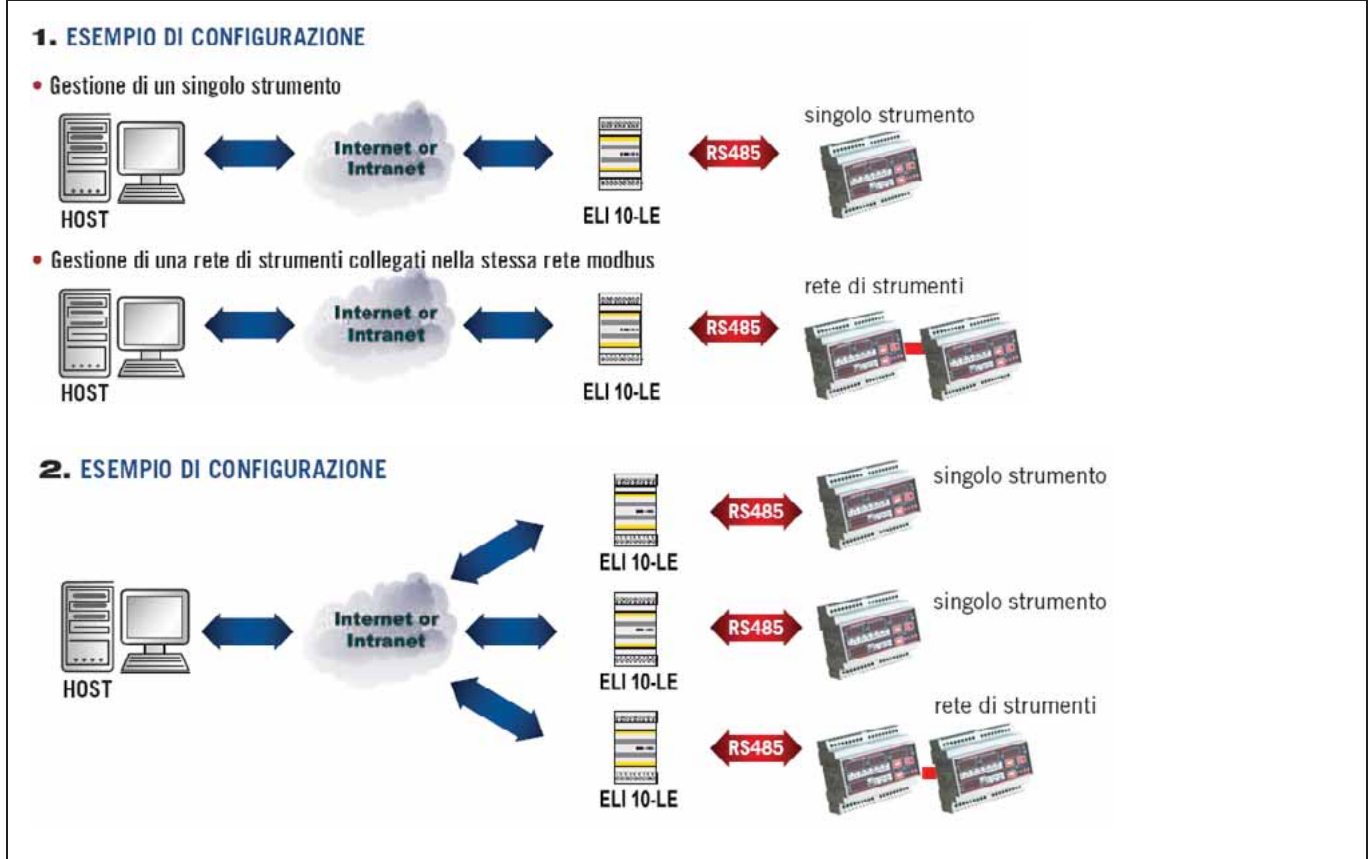 1. ESEMPIO DI CONFIGURAZIONE
• Gestione di un singolo strumento
singolo strumento
Internet or
Intranet
RS485
HOST
ELI 10-LE
• Gestione di una rete di strumenti collegati nella stessa rete modbus
rete di strumenti
Internet or
Intranet
RS485
HOST
ELI 10-LE
2. ESEMPIO DI CONFIGURAZIONE
singolo strumento
RS485
ELI 10-LE
singolo strumento
Internet or
Intranet
RS485
HOST
ELI 10-LE
rete di strumenti
RS485
ELI 10-LE